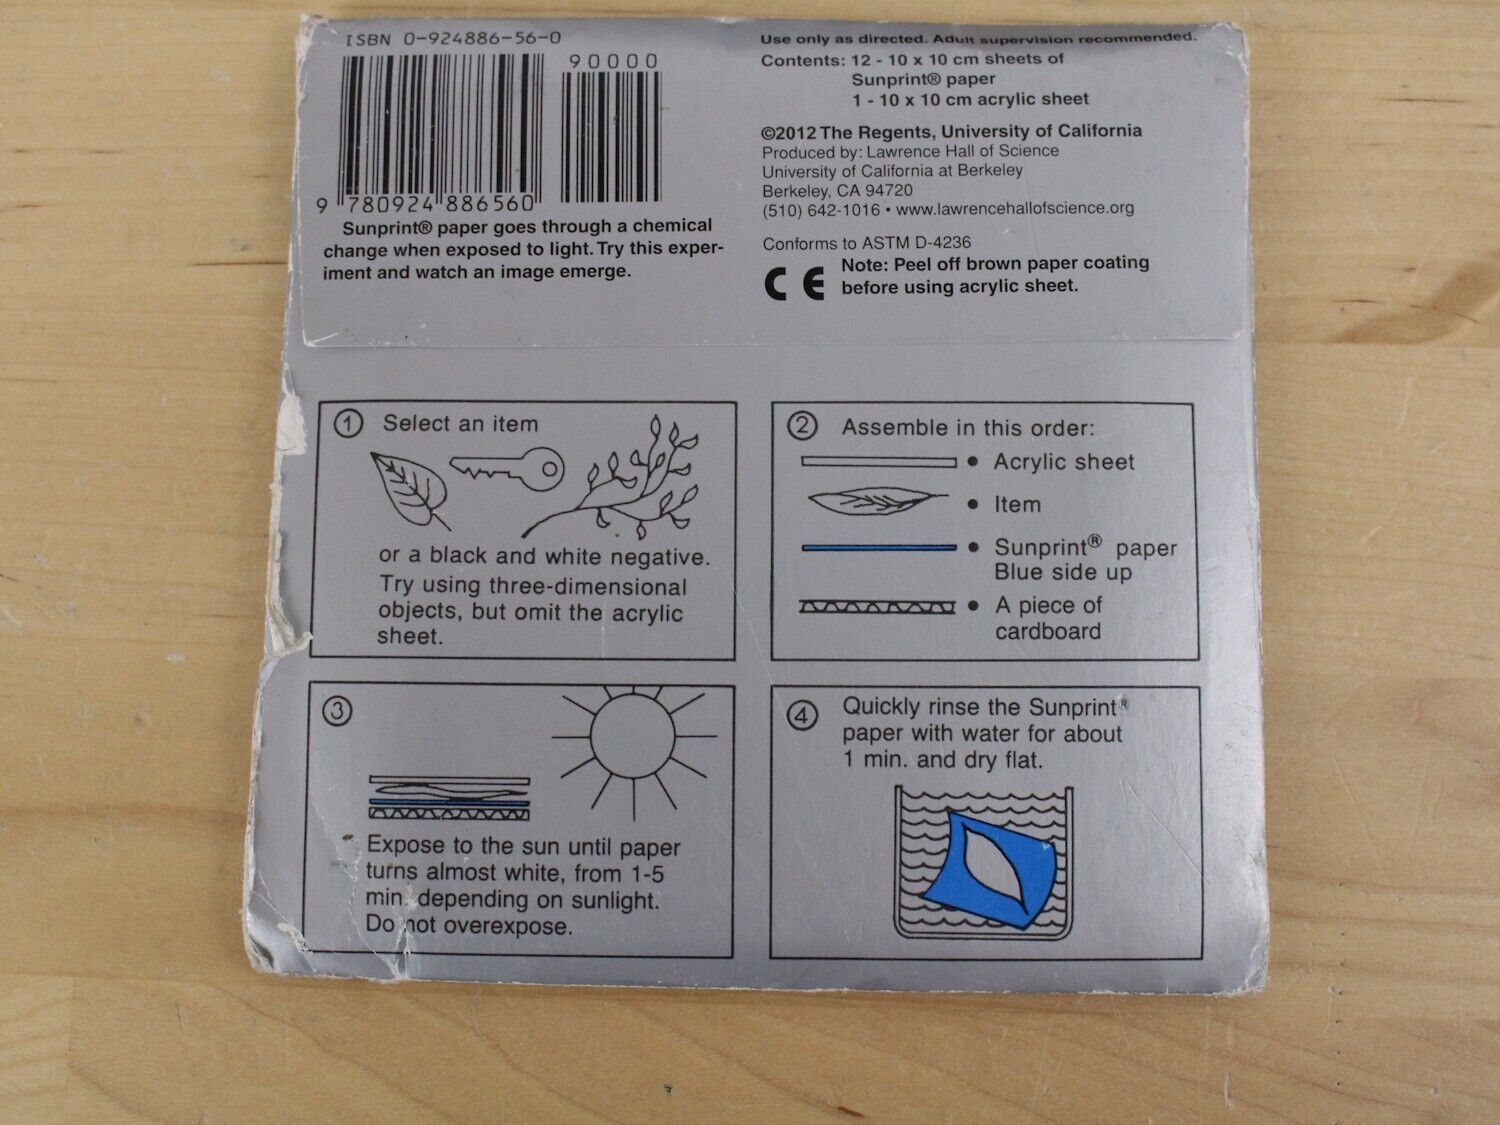 ISBN 0-924886-56-0
90000
9 780924 886560
Sunprint® paper goes through a chemical
change when exposed to light. Try this exper-
iment and watch an image emerge.
Use only as directed. Adult supervision recommended.
Contents: 12 - 10 x 10 cm sheets of
Sunprint® paper
1 - 10 x 10 cm acrylic sheet
©2012 The Regents, University of California
Produced by: Lawrence Hall of Science
University of California at Berkeley
Berkeley, CA 94720
(510) 642-1016 • www.lawrencehallofscience.org
Conforms to ASTM D-4236
CE
Note: Peel off brown paper coating
before using acrylic sheet.
1 Select an item
or a black and white negative.
Try using three-dimensional
objects, but omit the acrylic
sheet.
2 Assemble in this order:
• Acrylic sheet
• Item
• Sunprint® paper
Blue side up
• A piece of
cardboard
3
Expose to the sun until paper
turns almost white, from 1-5
min. depending on sunlight.
Do not overexpose.
4 Quickly rinse the Sunprint®
paper with water for about
1 min. and dry flat.